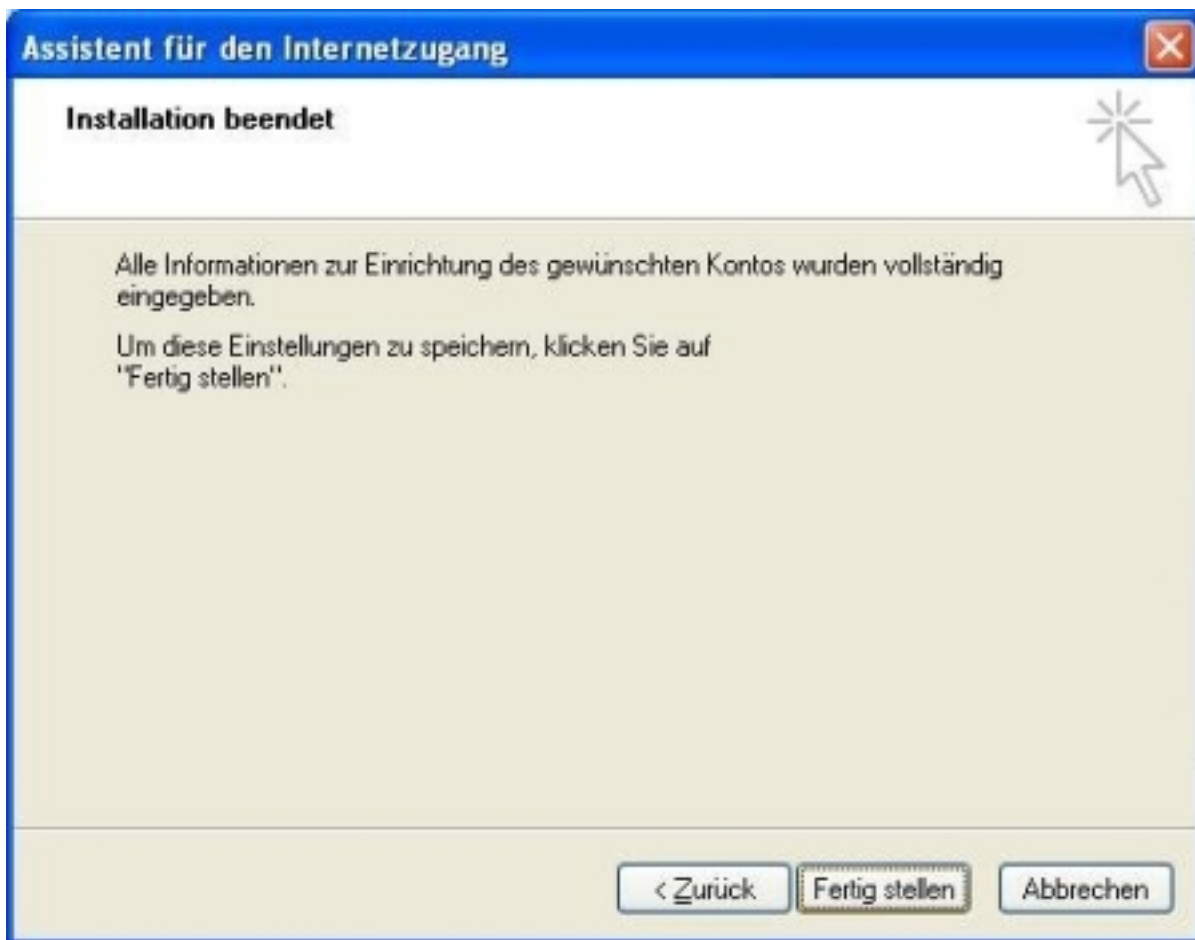 Assistent für den Internetzugang
Installation beendet
Alle Informationen zur Einrichtung des gewünschten Kontos wurden vollständig
eingegeben.
Um diese Einstellungen zu speichern, klicken Sie auf
"Fertig stellen".
< Zurück Fertig stellen Abbrechen